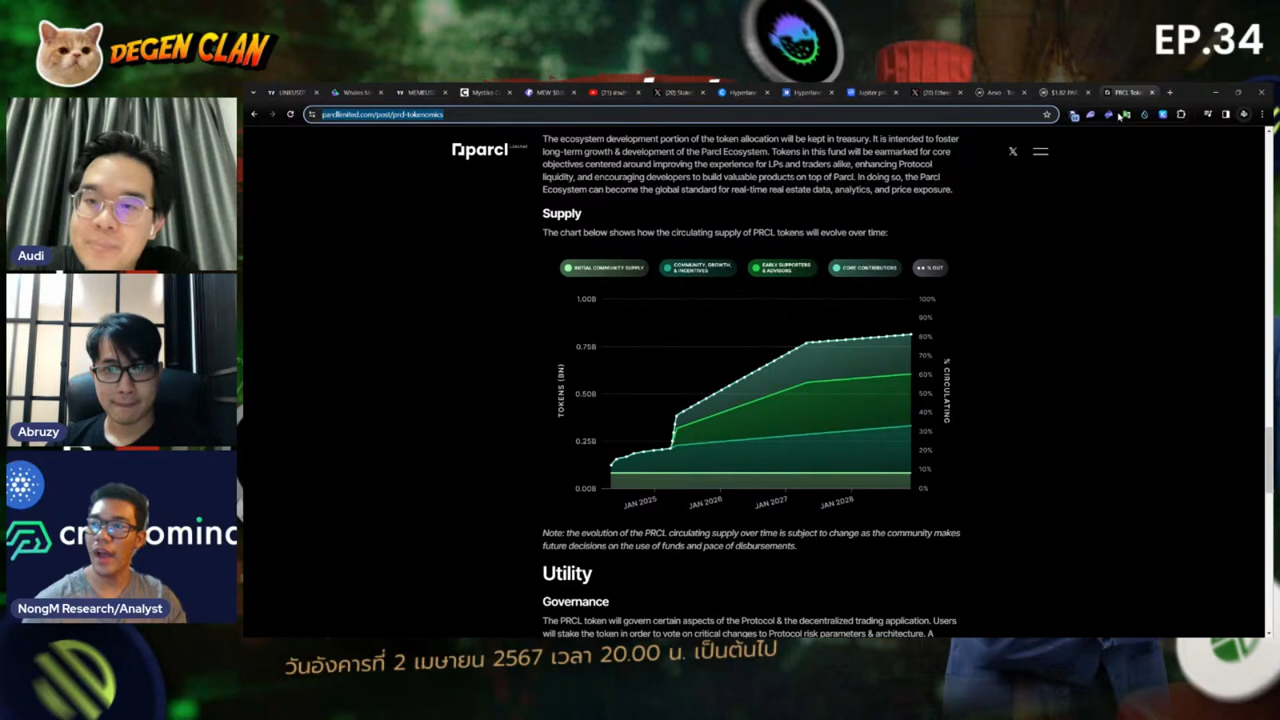 DEGEN CLAN
EP.34
Audi
Abruzy
NongM Research/Analyst
parcllimited.com/post/prcl-tokenomics
parcl Limited
The ecosystem development portion of the token allocation will be kept in treasury. It is intended to foster
long-term growth & development of the Parcl Ecosystem. Tokens in this fund will be earmarked for core
objectives centered around improving the experience for LPs and traders alike, enhancing Protocol
liquidity, and encouraging developers to build valuable products on top of Parcl. In doing so, the Parcl
Ecosystem can become the global standard for real-time real estate data, analytics, and price exposure.
Supply
The chart below shows how the circulating supply of PRCL tokens will evolve over time:
INITIAL COMMUNITY SUPPLY
COMMUNITY, GROWTH,
& INCENTIVES
EARLY SUPPORTERS
& ADVISORS
CORE CONTRIBUTORS
% OUT
TOKENS (BN)
1.00B
0.75B
0.50B
0.25B
0.00B
100%
90%
80%
70%
60%
50%
40%
30%
20%
10%
0%
% CIRCULATING
JAN 2025
JAN 2026
JAN 2027
JAN 2028
Note: the evolution of the PRCL circulating supply over time is subject to change as the community makes
future decisions on the use of funds and pace of disbursements.
Utility
Governance
The PRCL token will govern certain aspects of the Protocol & the decentralized trading application. Users
will stake the token in order to vote on critical changes to Protocol risk parameters & architecture. A
วันอังคารที่ 2 เมษายน 2567 เวลา 20.00 น. เป็นต้นไป